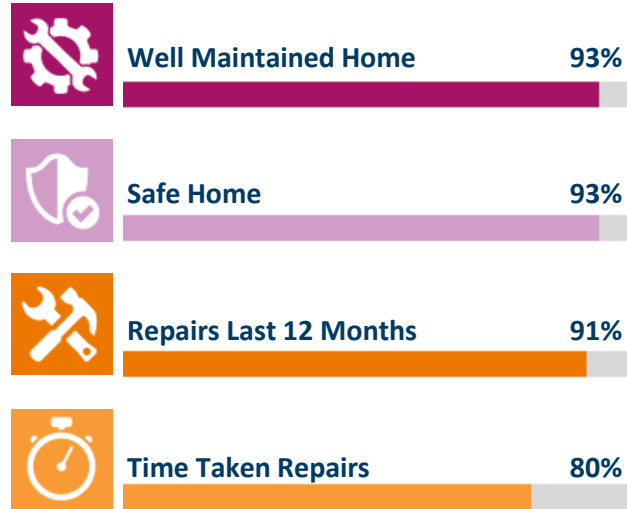 Well Maintained Home 93%
Safe Home 93%
Repairs Last 12 Months 91%
Time Taken Repairs 80%